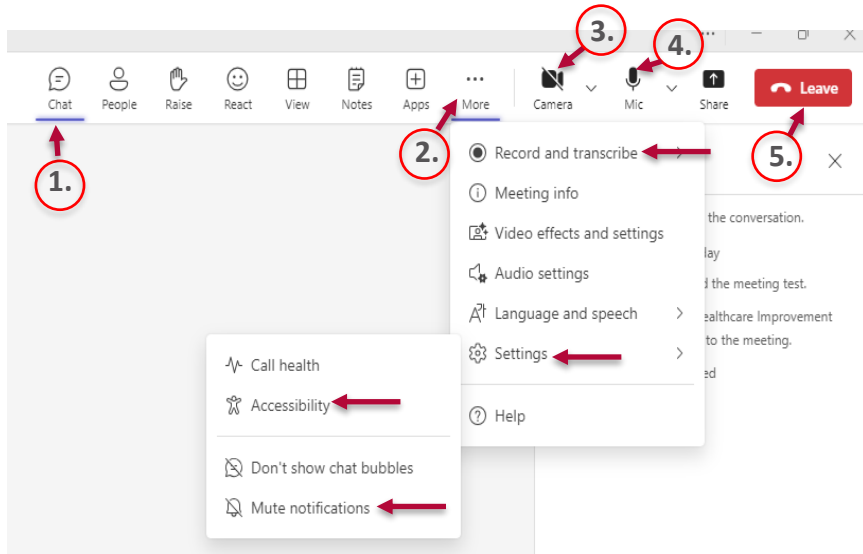 3.
4.
Chat
People
Raise
React
View
Notes
Apps
More
Camera
Mic
Share
Leave
1.
2.
5.
Record and transcribe
Meeting info
Video effects and settings
Audio settings
Language and speech
Settings
Help
the conversation.
the meeting test.
ealthcare Improvement
to the meeting.
Call health
Accessibility
Don't show chat bubbles
Mute notifications